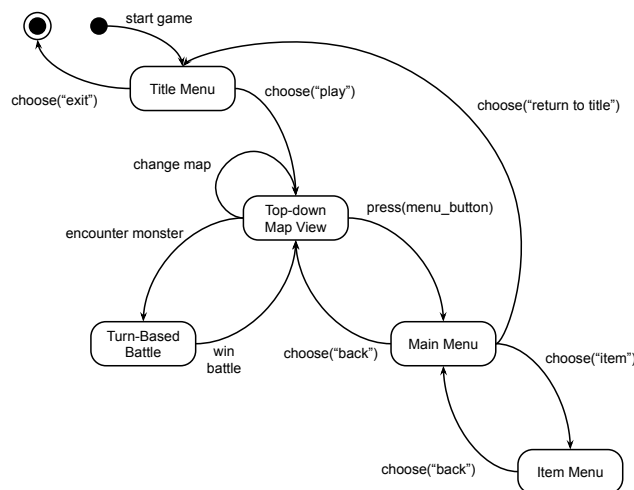 start game
Title Menu
choose(“exit”)
choose(“play”)
choose(“return to title”)
change map
Top-down
Map View
press(menu_button)
encounter monster
Turn-Based
Battle
win
battle
choose(“back”)
Main Menu
choose(“item”)
choose(“back”)
Item Menu